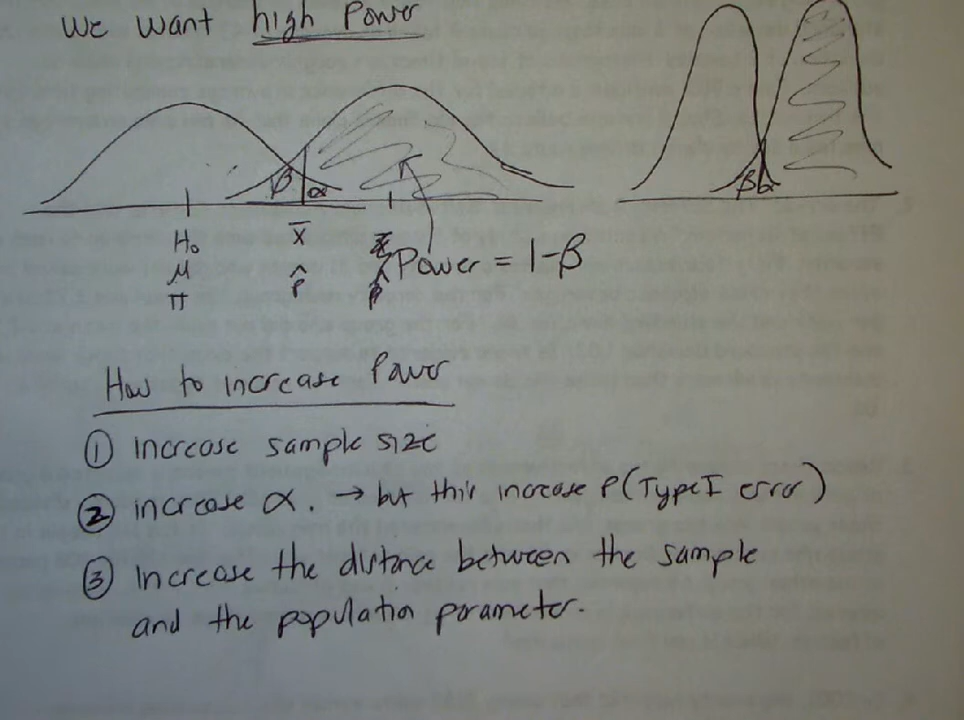 We want high Power
β α β α
H₀ x̄
μ p̂ Power = 1-β
π
How to increase Power
① increase sample size
② increase α. → but this increase P(Type I error)
③ Increase the distance between the sample
and the population parameter.